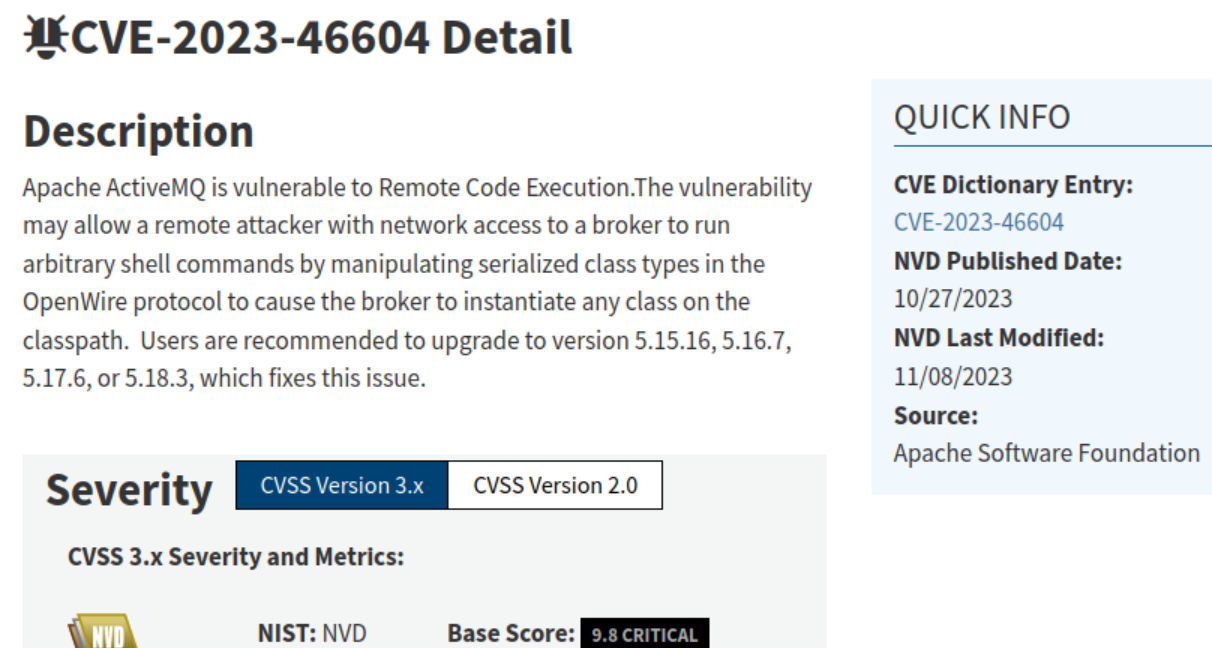 CVE-2023-46604 Detail
Description
Apache ActiveMQ is vulnerable to Remote Code Execution.The vulnerability
may allow a remote attacker with network access to a broker to run
arbitrary shell commands by manipulating serialized class types in the
OpenWire protocol to cause the broker to instantiate any class on the
classpath.  Users are recommended to upgrade to version 5.15.16, 5.16.7,
5.17.6, or 5.18.3, which fixes this issue.
QUICK INFO
CVE Dictionary Entry:
CVE-2023-46604
NVD Published Date:
10/27/2023
NVD Last Modified:
11/08/2023
Source:
Apache Software Foundation
Severity CVSS Version 3.x CVSS Version 2.0
CVSS 3.x Severity and Metrics:
NVD NIST: NVD Base Score: 9.8 CRITICAL